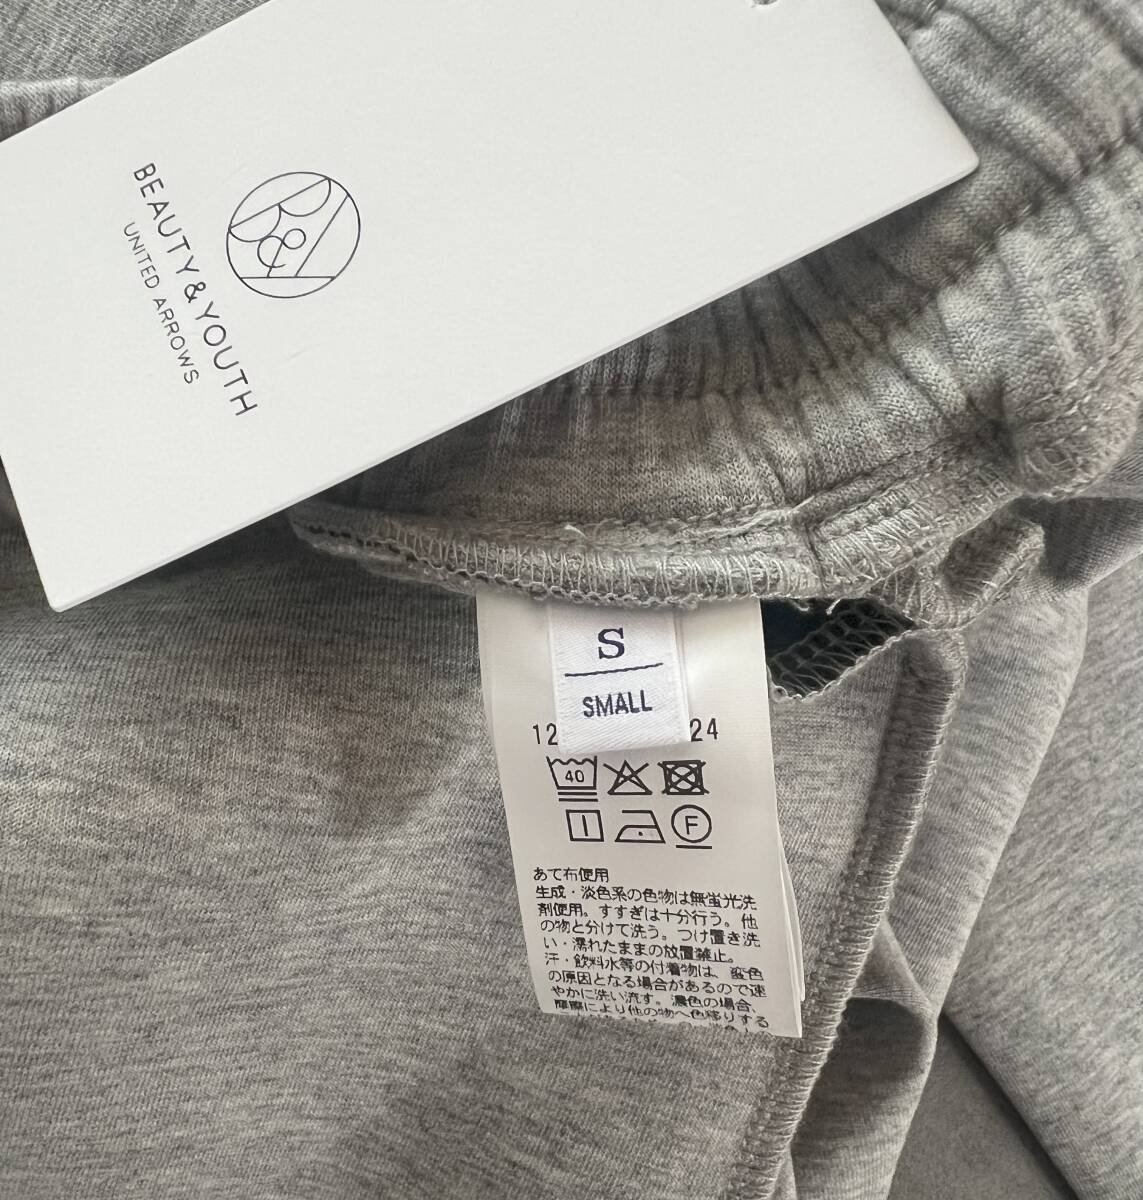 B&Y
BEAUTY&YOUTH
UNITED ARROWS
S
SMALL
12
24
40
F
あて布使用
生成・淡色系の色物は無蛍光洗
剤使用。すすぎは十分行う。他
の物と分けて洗う。つけ置き洗
い・濡れたままの放置禁止。
汗・飲料水等の付着物は、変色
の原因となる場合があるので速
やかに洗い流す。濃色の場合、
摩擦により他の物へ色移りする